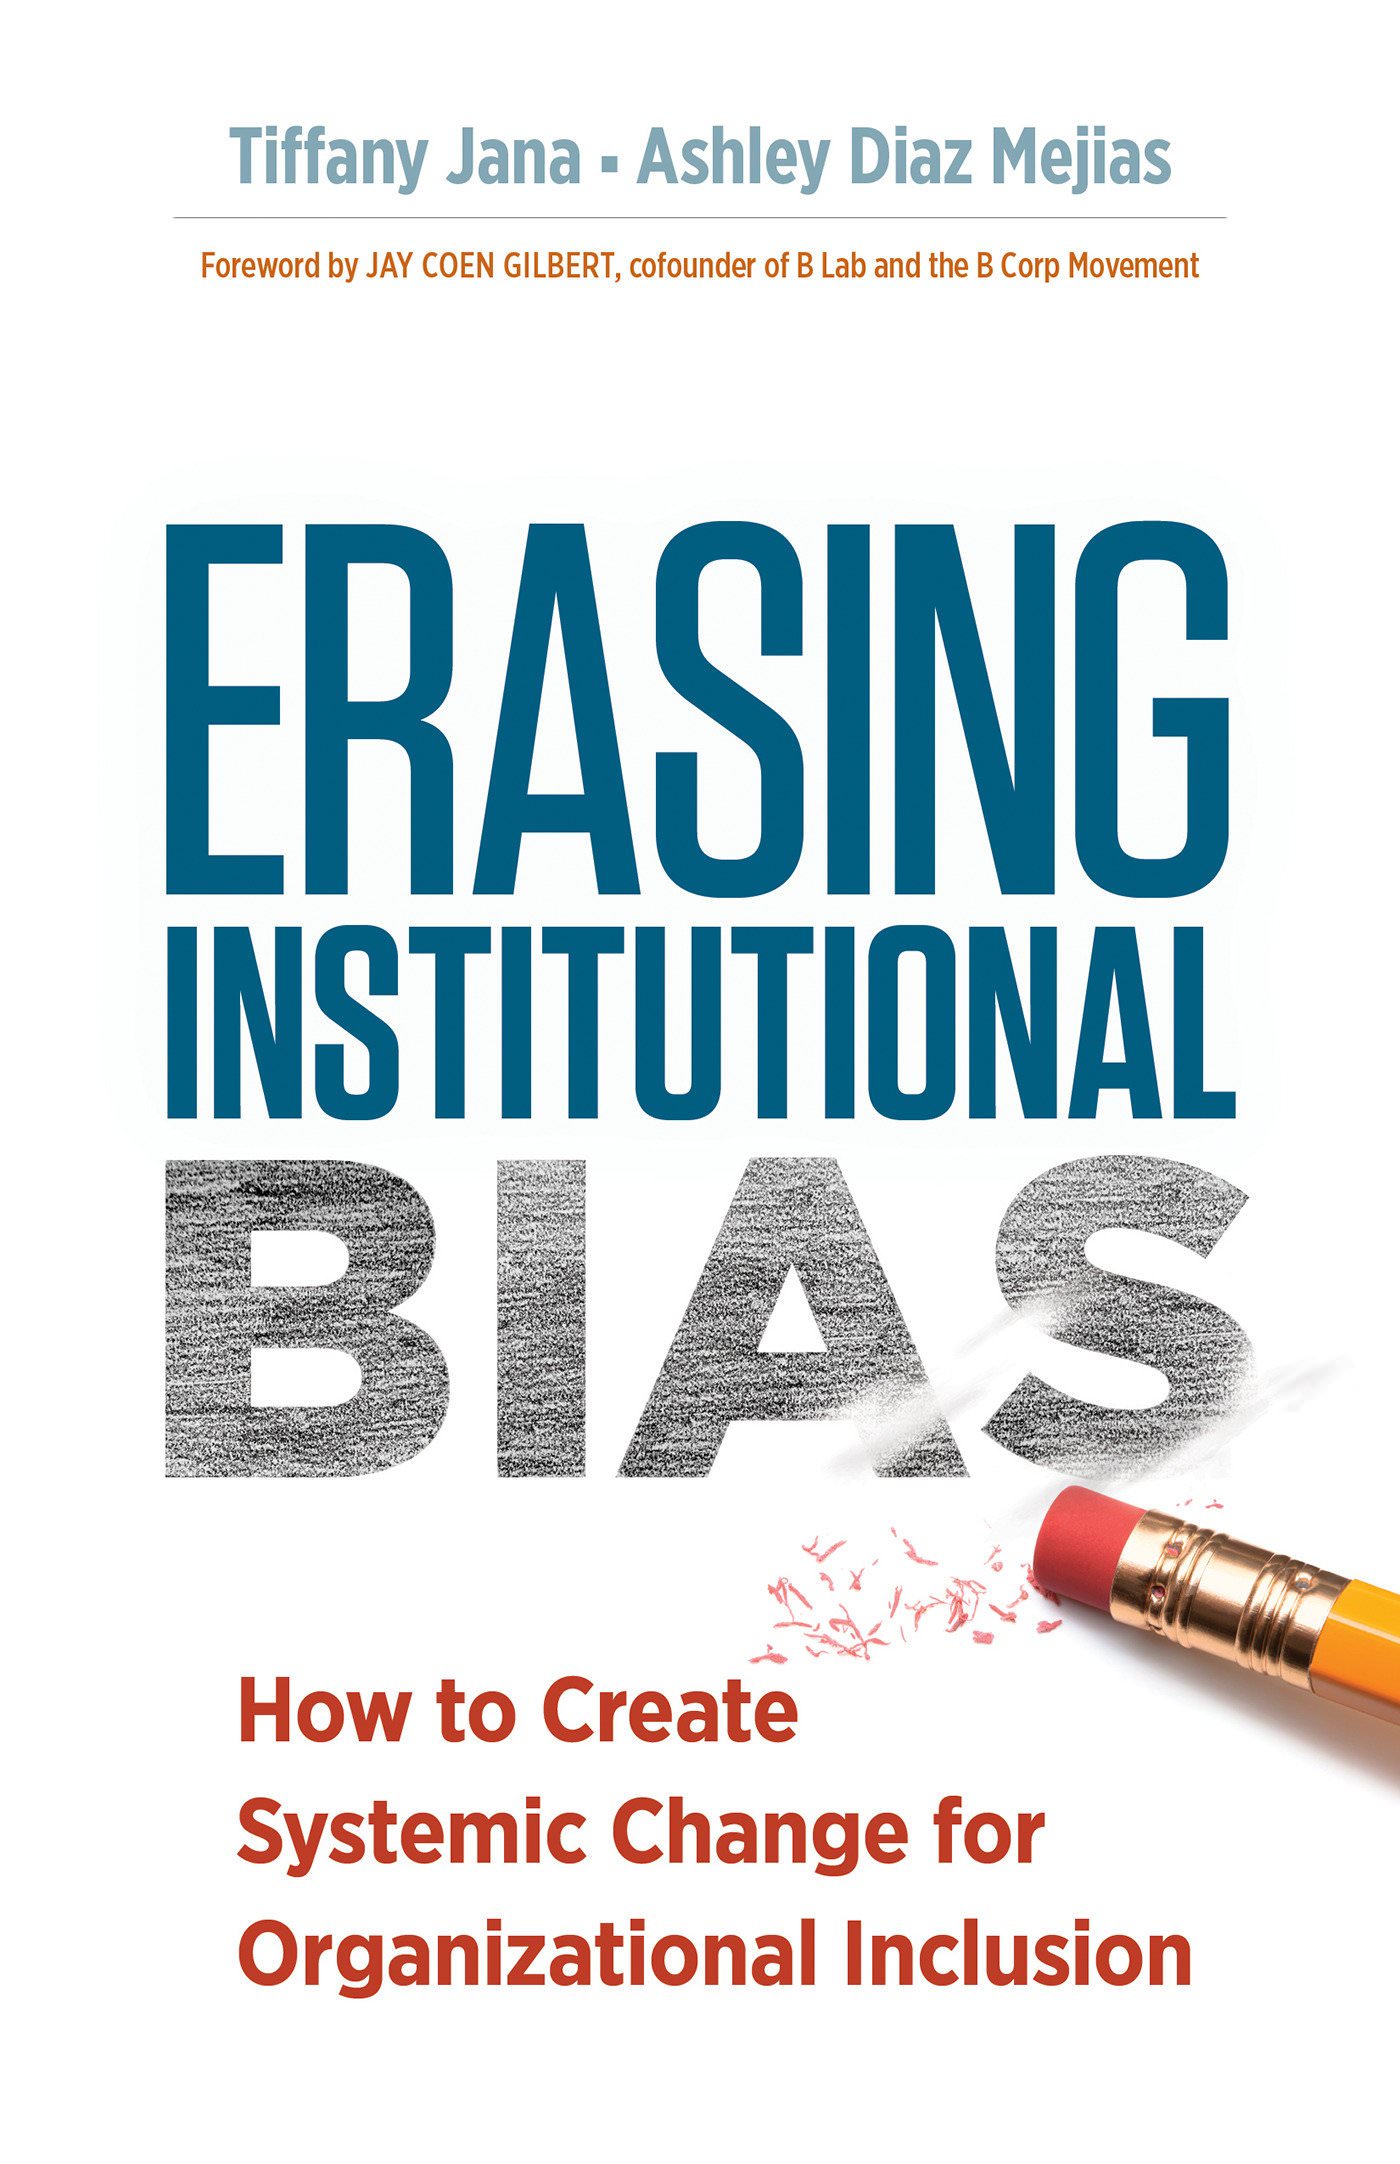 Tiffany Jana ▪ Ashley Diaz Mejias
Foreword by JAY COEN GILBERT, cofounder of B Lab and the B Corp Movement
ERASING
INSTITUTIONAL
BIAS
How to Create
Systemic Change for
Organizational Inclusion